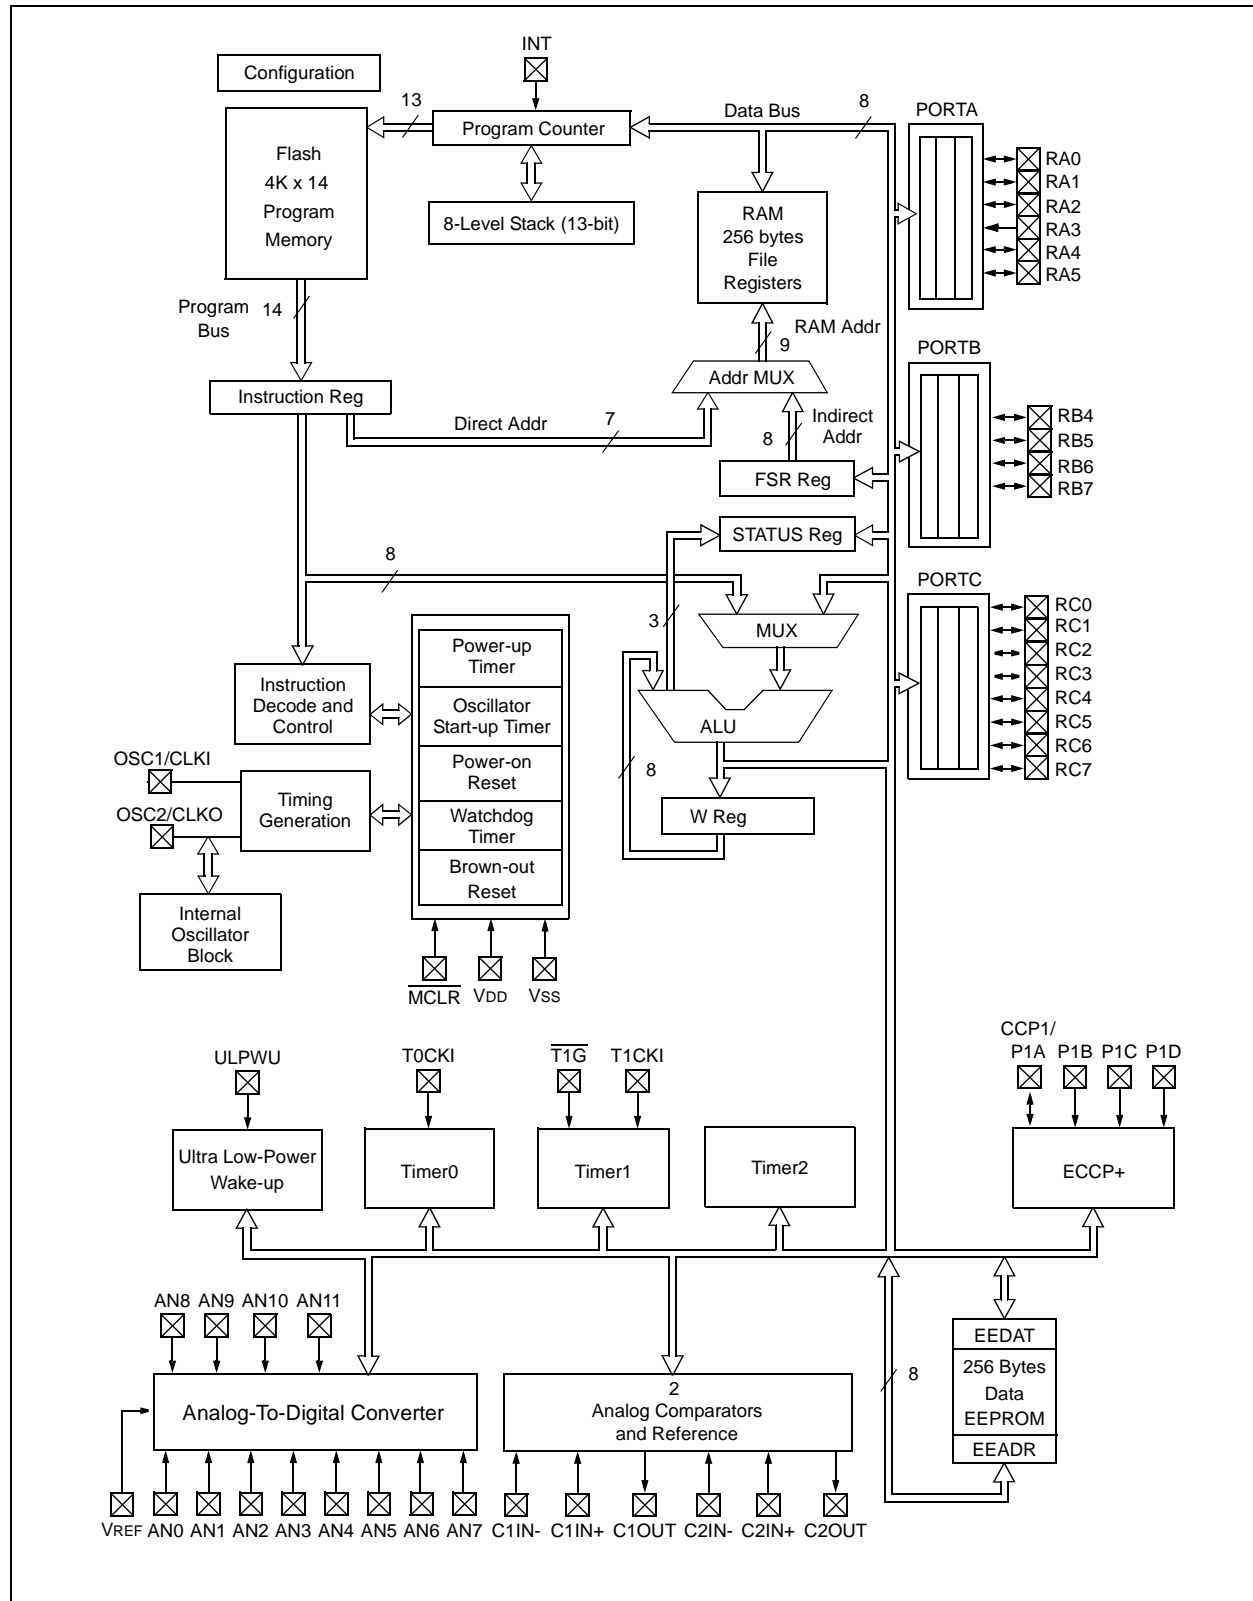 INT
Configuration
13
Program Counter
Data Bus
8
PORTA
Flash
4K x 14
Program
Memory
8-Level Stack (13-bit)
RAM
256 bytes
File
Registers
RA0
RA1
RA2
RA3
RA4
RA5
Program
Bus
14
RAM Addr
9
PORTB
Addr MUX
Instruction Reg
Direct Addr
7
Indirect
Addr
8
FSR Reg
RB4
RB5
RB6
RB7
STATUS Reg
8
3
MUX
PORTC
RC0
RC1
RC2
RC3
RC4
RC5
RC6
RC7
Power-up
Timer
Instruction
Decode and
Control
Oscillator
Start-up Timer
ALU
OSC1/CLKI
Power-on
Reset
8
OSC2/CLKO
Timing
Generation
Watchdog
Timer
W Reg
Brown-out
Reset
Internal
Oscillator
Block
MCLR
VDD
VSS
CCP1/
P1A
P1B
P1C
P1D
ULPWU
T0CKI
T1G
T1CKI
Ultra Low-Power
Wake-up
Timer0
Timer1
Timer2
ECCP+
AN8
AN9
AN10
AN11
EEDAT
256 Bytes
Data
EEPROM
EEADR
8
Analog-To-Digital Converter
2
Analog Comparators
and Reference
VREF
AN0
AN1
AN2
AN3
AN4
AN5
AN6
AN7
C1IN-
C1IN+
C1OUT
C2IN-
C2IN+
C2OUT